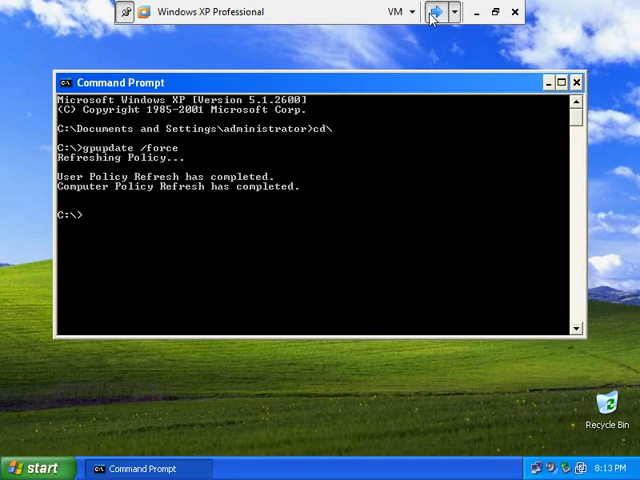 Windows XP Professional
VM
Command Prompt
Microsoft Windows XP [Version 5.1.2600]
(C) Copyright 1985-2001 Microsoft Corp.
C:\Documents and Settings\administrator>cd\
C:\>gpupdate /force
Refreshing Policy...
User Policy Refresh has completed.
Computer Policy Refresh has completed.
C:\>
Recycle Bin
start
Command Prompt
8:13 PM